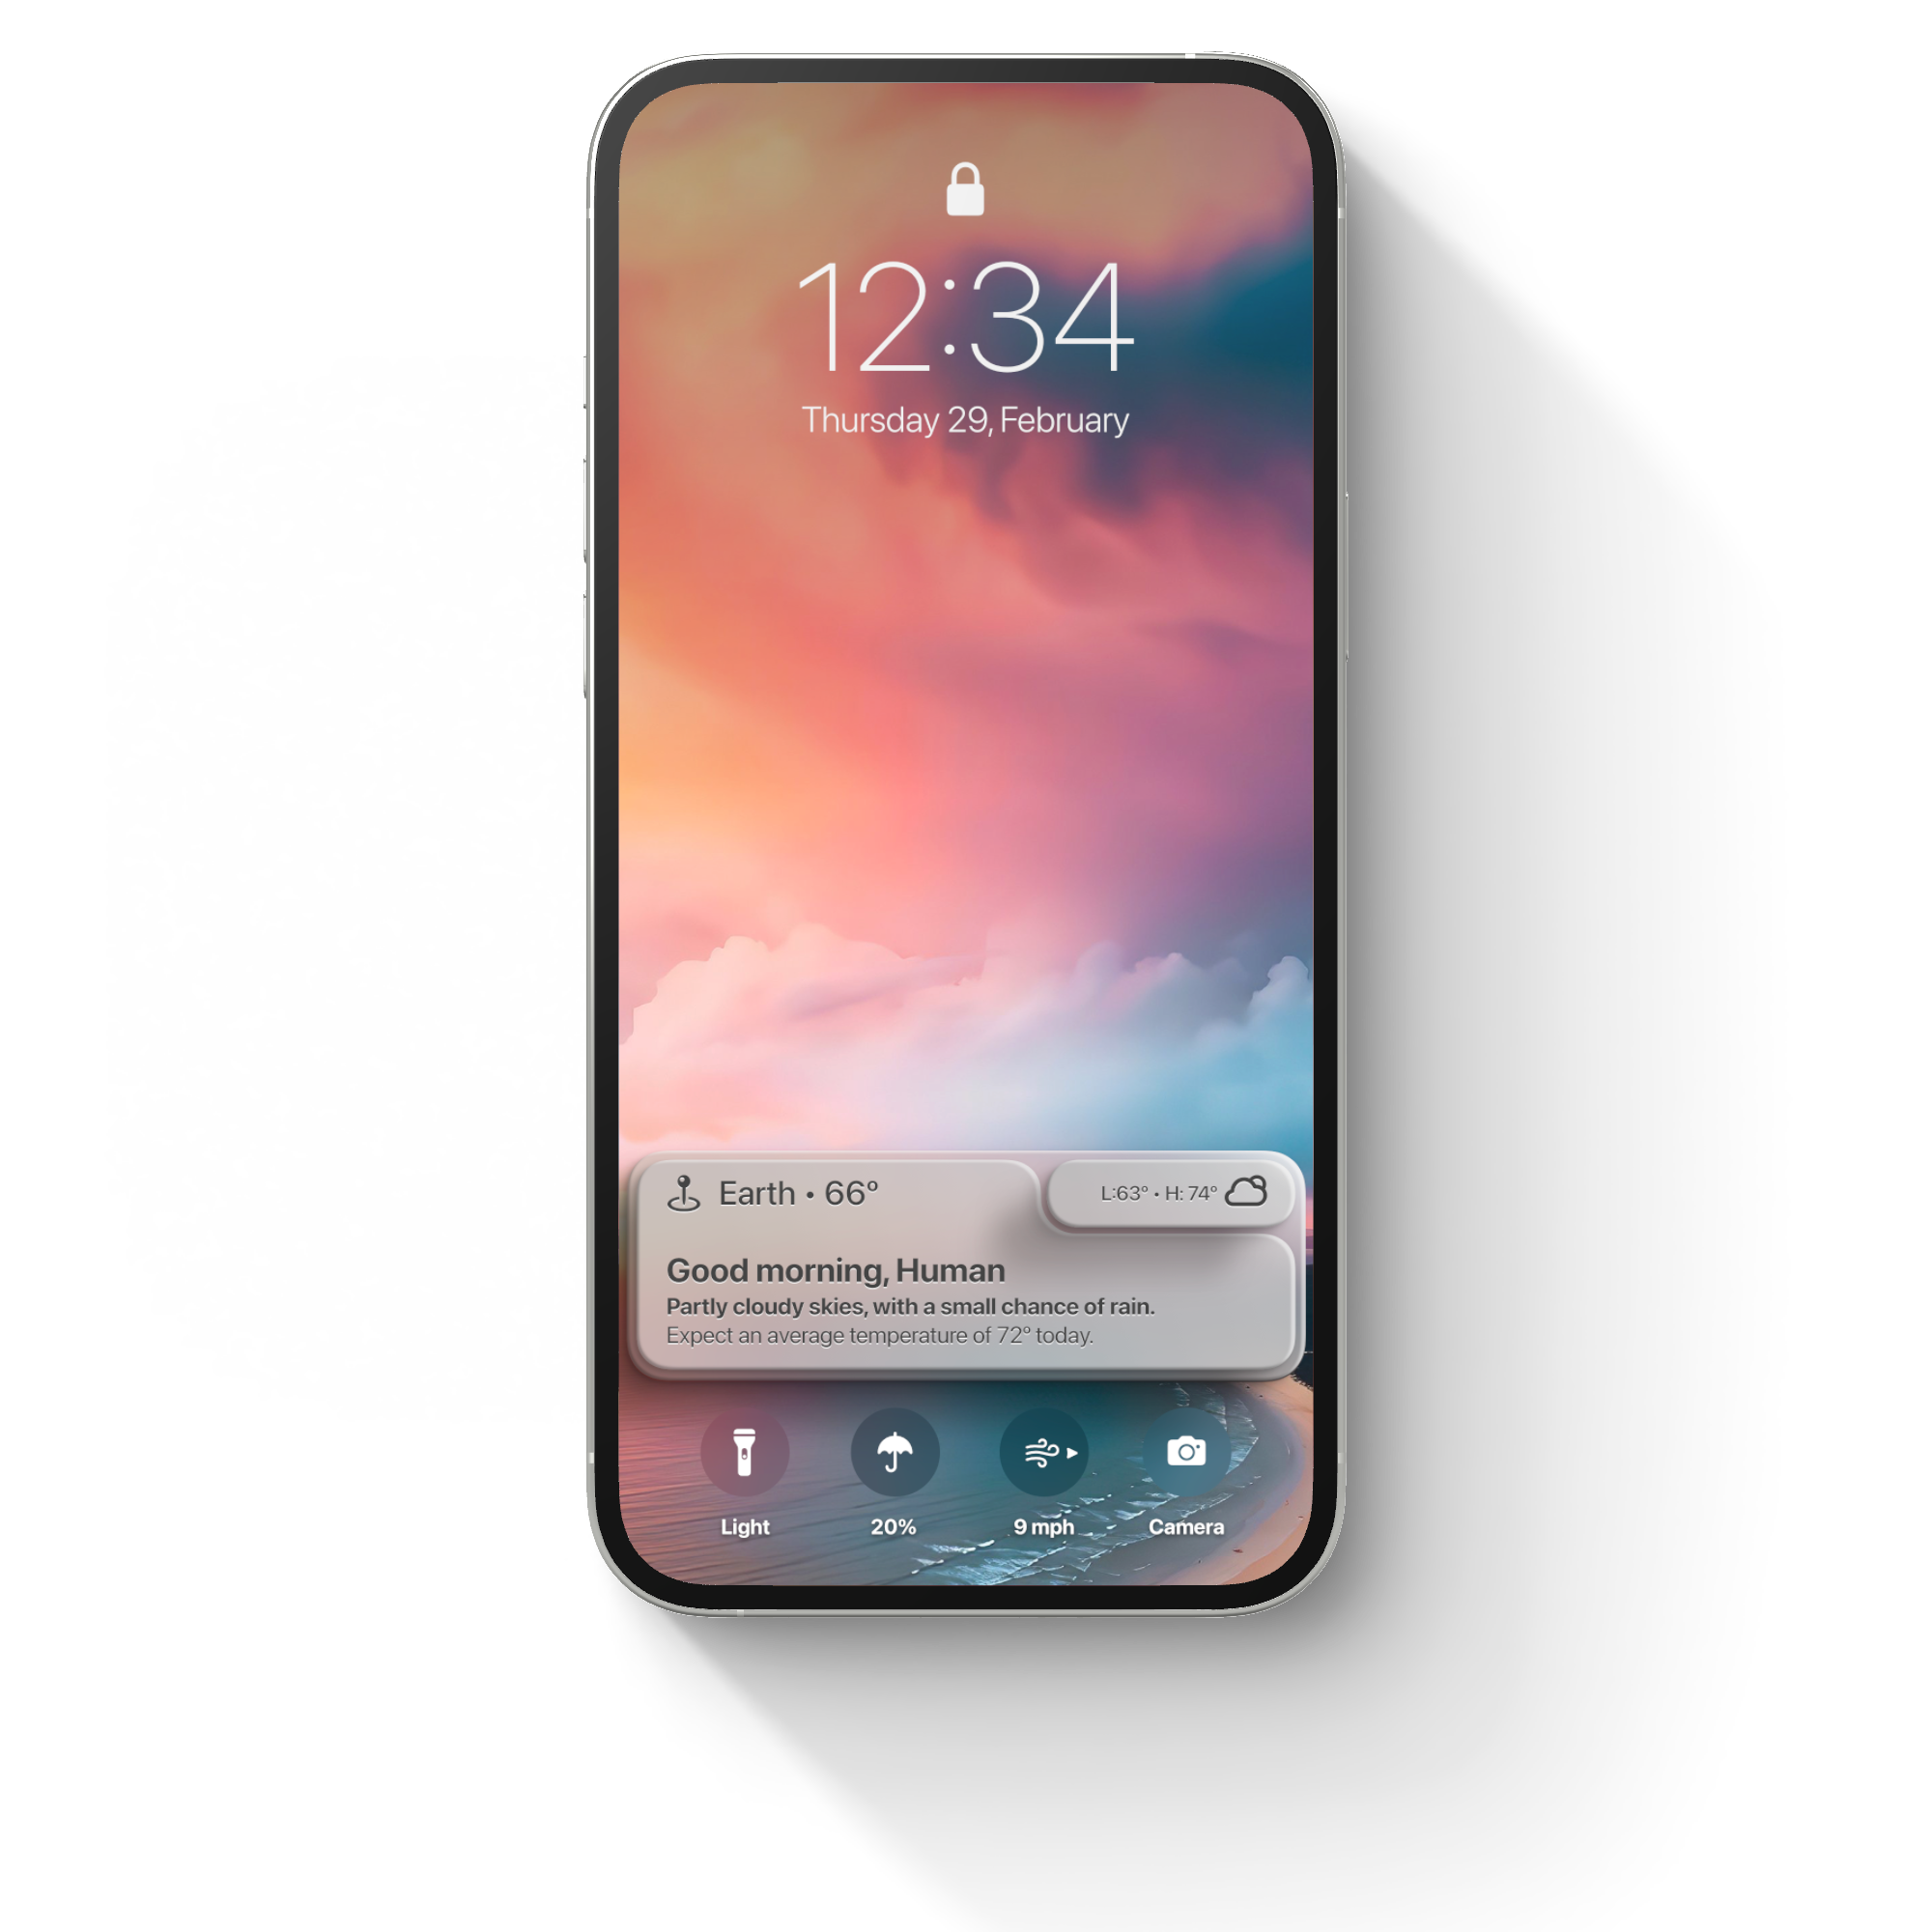 12:34
Thursday 29, February
Earth • 66°
L:63° • H: 74°
Good morning, Human
Partly cloudy skies, with a small chance of rain.
Expect an average temperature of 72° today.
Light
20%
9 mph
Camera